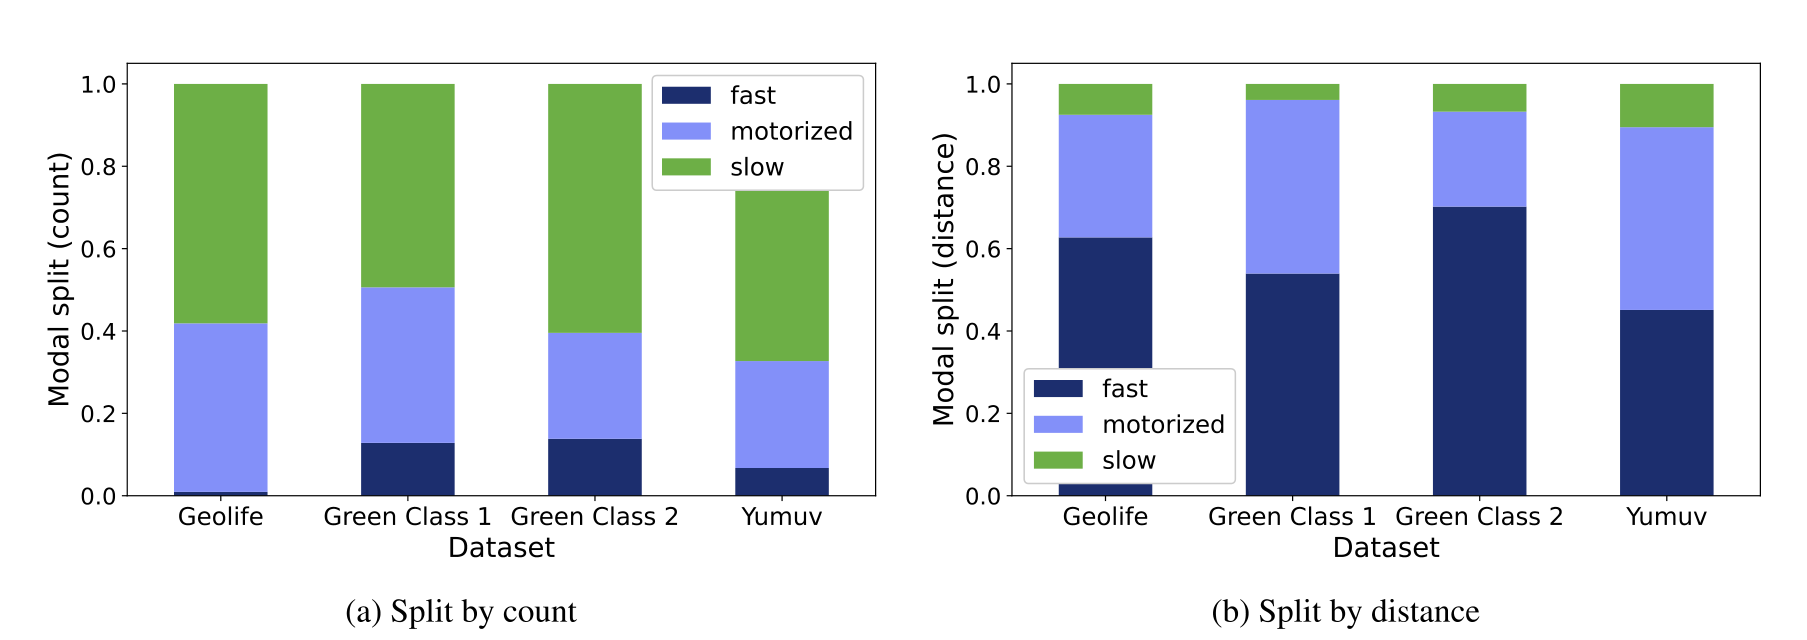 Modal split (count)
1.0
0.8
0.6
0.4
0.2
0.0
fast
motorized
slow
Geolife Green Class 1 Green Class 2 Yumuv
Dataset
(a) Split by count
Modal split (distance)
1.0
0.8
0.6
0.4
0.2
0.0
fast
motorized
slow
Geolife Green Class 1 Green Class 2 Yumuv
Dataset
(b) Split by distance